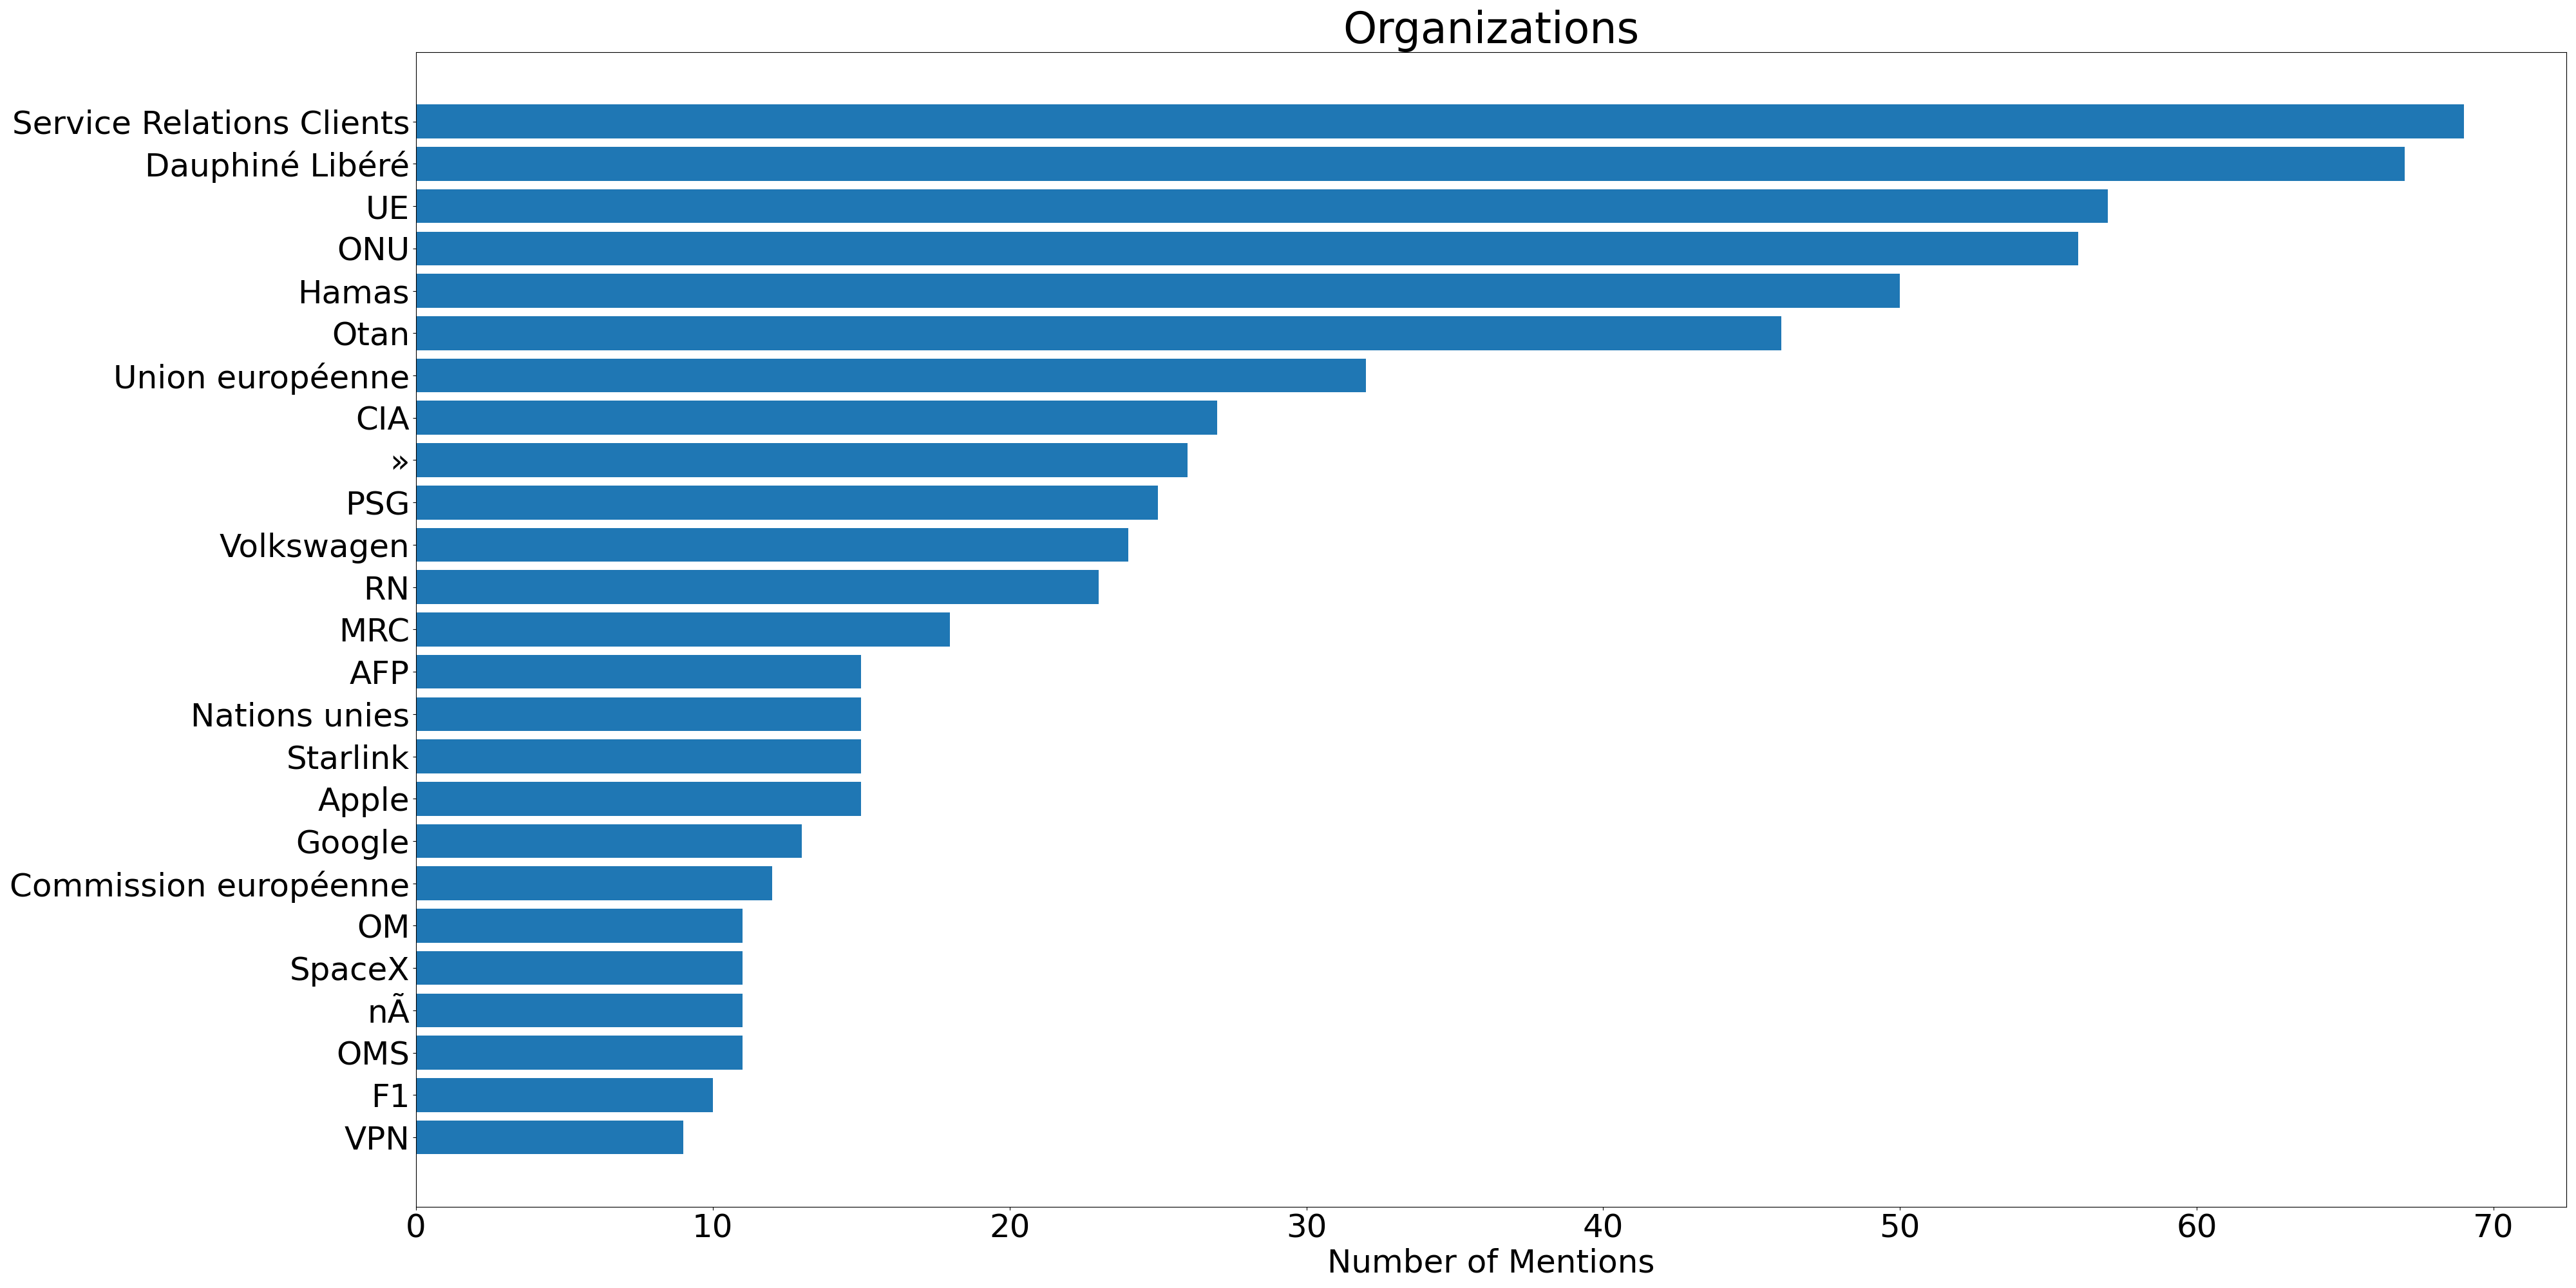 Organizations
Service Relations Clients
Dauphiné Libéré
UE
ONU
Hamas
Otan
Union européenne
CIA
»
PSG
Volkswagen
RN
MRC
AFP
Nations unies
Starlink
Apple
Google
Commission européenne
OM
SpaceX
nÃ
OMS
F1
VPN
0 10 20 30 40 50 60 70
Number of Mentions